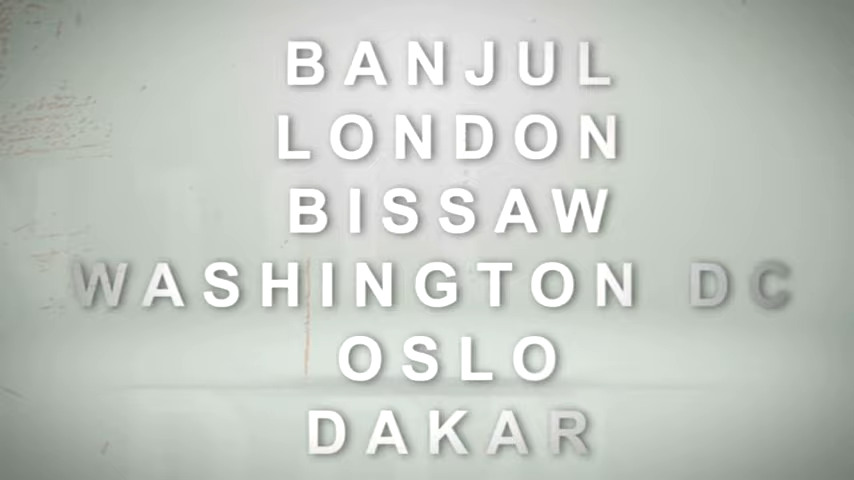 BANJUL
LONDON
BISSAW
WASHINGTON DC
OSLO
DAKAR